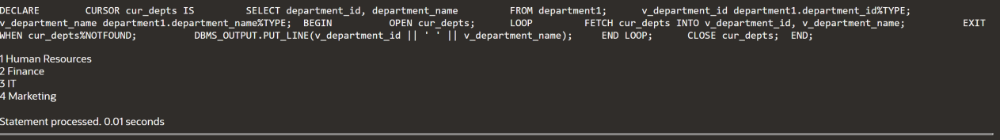 DECLARE CURSOR cur_depts IS SELECT department_id, department_name FROM department1; v_department_id department1.department_id%TYPE;
v_department_name department1.department_name%TYPE; BEGIN OPEN cur_depts; LOOP FETCH cur_depts INTO v_department_id, v_department_name; EXIT
WHEN cur_depts%NOTFOUND; DBMS_OUTPUT.PUT_LINE(v_department_id || ' ' || v_department_name); END LOOP; CLOSE cur_depts; END;
1 Human Resources
2 Finance
3 IT
4 Marketing
Statement processed. 0.01 seconds